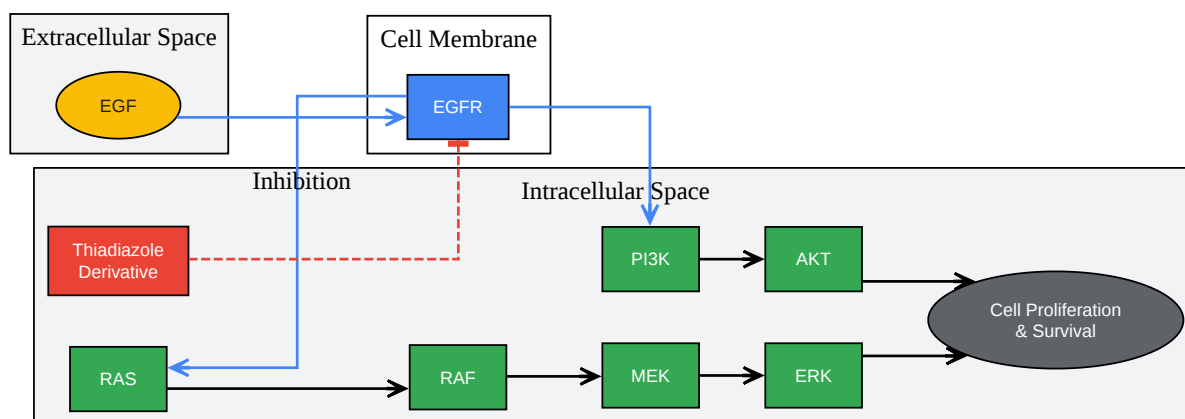 Extracellular Space
Cell Membrane
EGF
EGFR
Inhibition
Intracellular Space
Thiadiazole
Derivative
PI3K
AKT
Cell Proliferation
& Survival
RAS
RAF
MEK
ERK